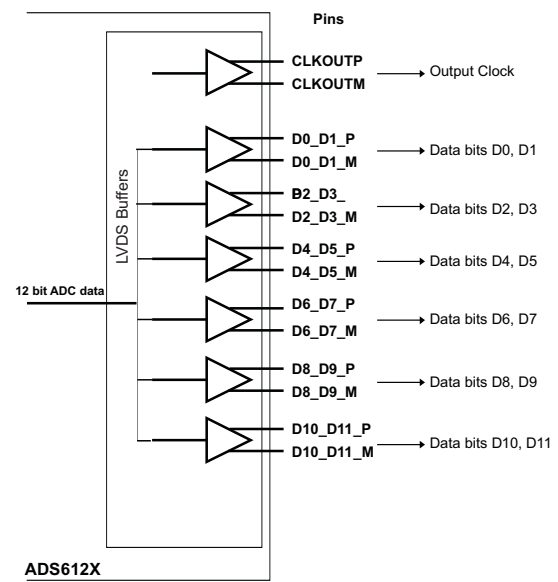 Pins
CLKOUTP
CLKOUTM
Output Clock
LVDS Buffers
D0_D1_P
D0_D1_M
Data bits D0, D1
D2_D3_
D2_D3_M
Data bits D2, D3
D4_D5_P
D4_D5_M
Data bits D4, D5
12 bit ADC data
D6_D7_P
D6_D7_M
Data bits D6, D7
D8_D9_P
D8_D9_M
Data bits D8, D9
D10_D11_P
D10_D11_M
Data bits D10, D11
ADS612X